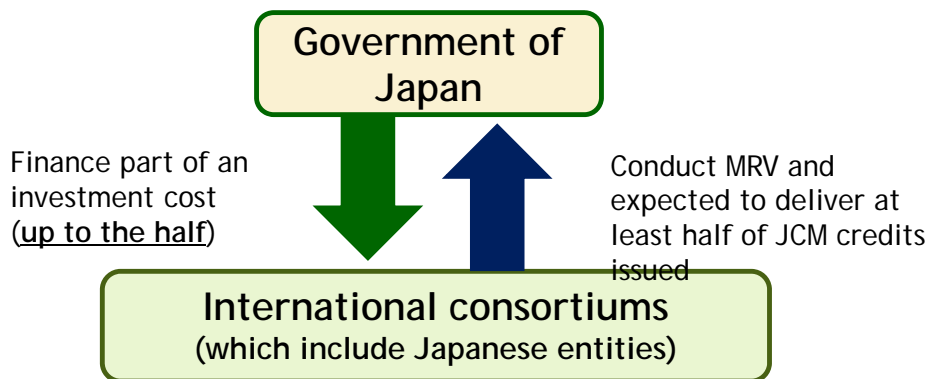 Government of
Japan
Finance part of an
investment cost
(up to the half)
Conduct MRV and
expected to deliver at
least half of JCM credits
issued
International consortiums
(which include Japanese entities)